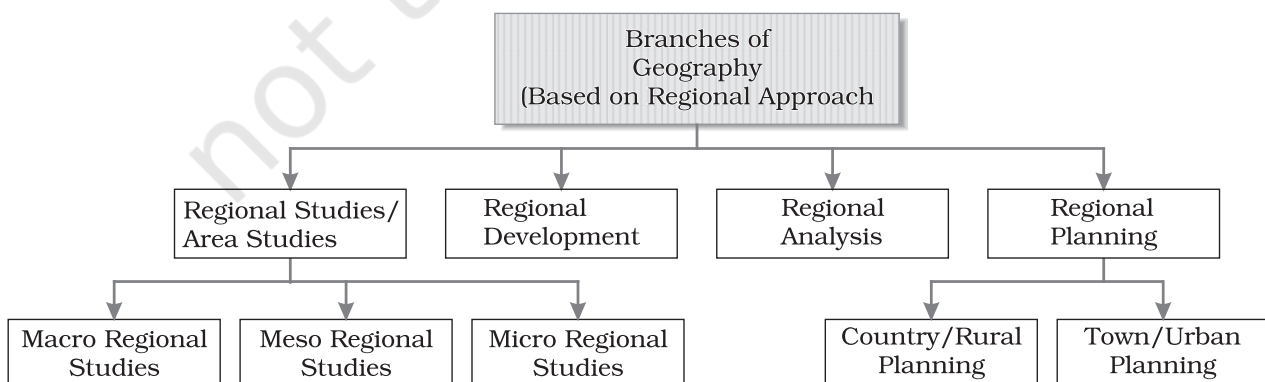 not t
Branches of
Geography
(Based on Regional Approach
Regional Studies/
Area Studies
Regional
Development
Regional
Analysis
Regional
Planning
Macro Regional
Studies
Meso Regional
Studies
Micro Regional
Studies
Country/Rural
Planning
Town/Urban
Planning